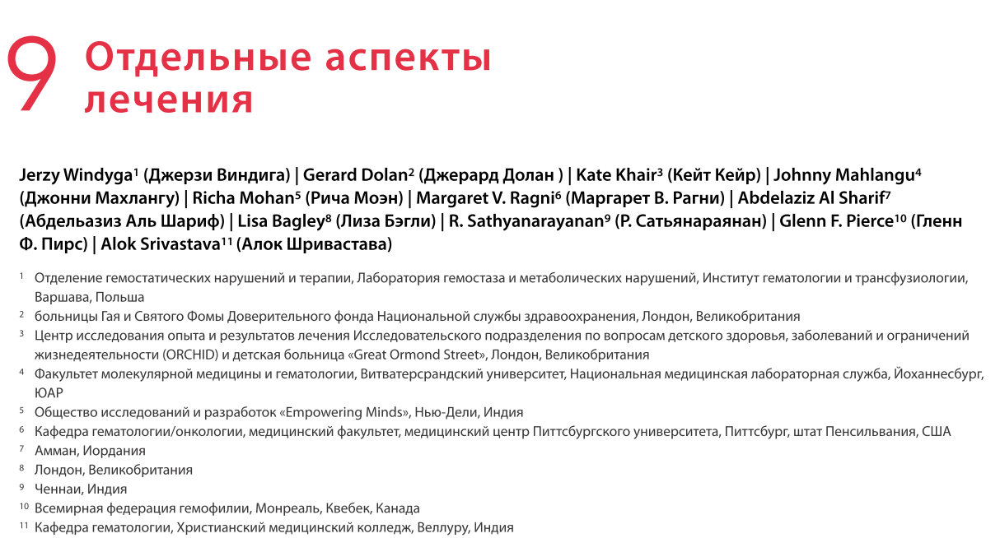 9 Отдельные аспекты
лечения
Jerzy Windyga¹ (Джерзи Виндига) | Gerard Dolan² (Джерард Долан ) | Kate Khair³ (Кейт Кейр) | Johnny Mahlangu⁴
(Джонни Махлангу) | Richa Mohan⁵ (Рича Моэн) | Margaret V. Ragni⁶ (Маргарет В. Рагни) | Abdelaziz Al Sharif⁷
(Абдельазиз Аль Шариф) | Lisa Bagley⁸ (Лиза Бэгли) | R. Sathyanarayanan⁹ (Р. Сатьянараянан) | Glenn F. Pierce¹⁰ (Гленн
Ф. Пирс) | Alok Srivastava¹¹ (Алок Шривастава)
¹ Отделение гемостатических нарушений и терапии, Лаборатория гемостаза и метаболических нарушений, Институт гематологии и трансфузиологии,
Варшава, Польша
² больницы Гая и Святого Фомы Доверительного фонда Национальной службы здравоохранения, Лондон, Великобритания
³ Центр исследования опыта и результатов лечения Исследовательского подразделения по вопросам детского здоровья, заболеваний и ограничений
жизнедеятельности (ORCHID) и детская больница «Great Ormond Street», Лондон, Великобритания
⁴ Факультет молекулярной медицины и гематологии, Витватерсрандский университет, Национальная медицинская лабораторная служба, Йоханнесбург,
ЮАР
⁵ Общество исследований и разработок «Empowering Minds», Нью-Дели, Индия
⁶ Кафедра гематологии/онкологии, медицинский факультет, медицинский центр Питтсбургского университета, Питтсбург, штат Пенсильвания, США
⁷ Амман, Иордания
⁸ Лондон, Великобритания
⁹ Ченнаи, Индия
¹⁰ Всемирная федерация гемофилии, Монреаль, Квебек, Канада
¹¹ Кафедра гематологии, Христианский медицинский колледж, Веллуру, Индия